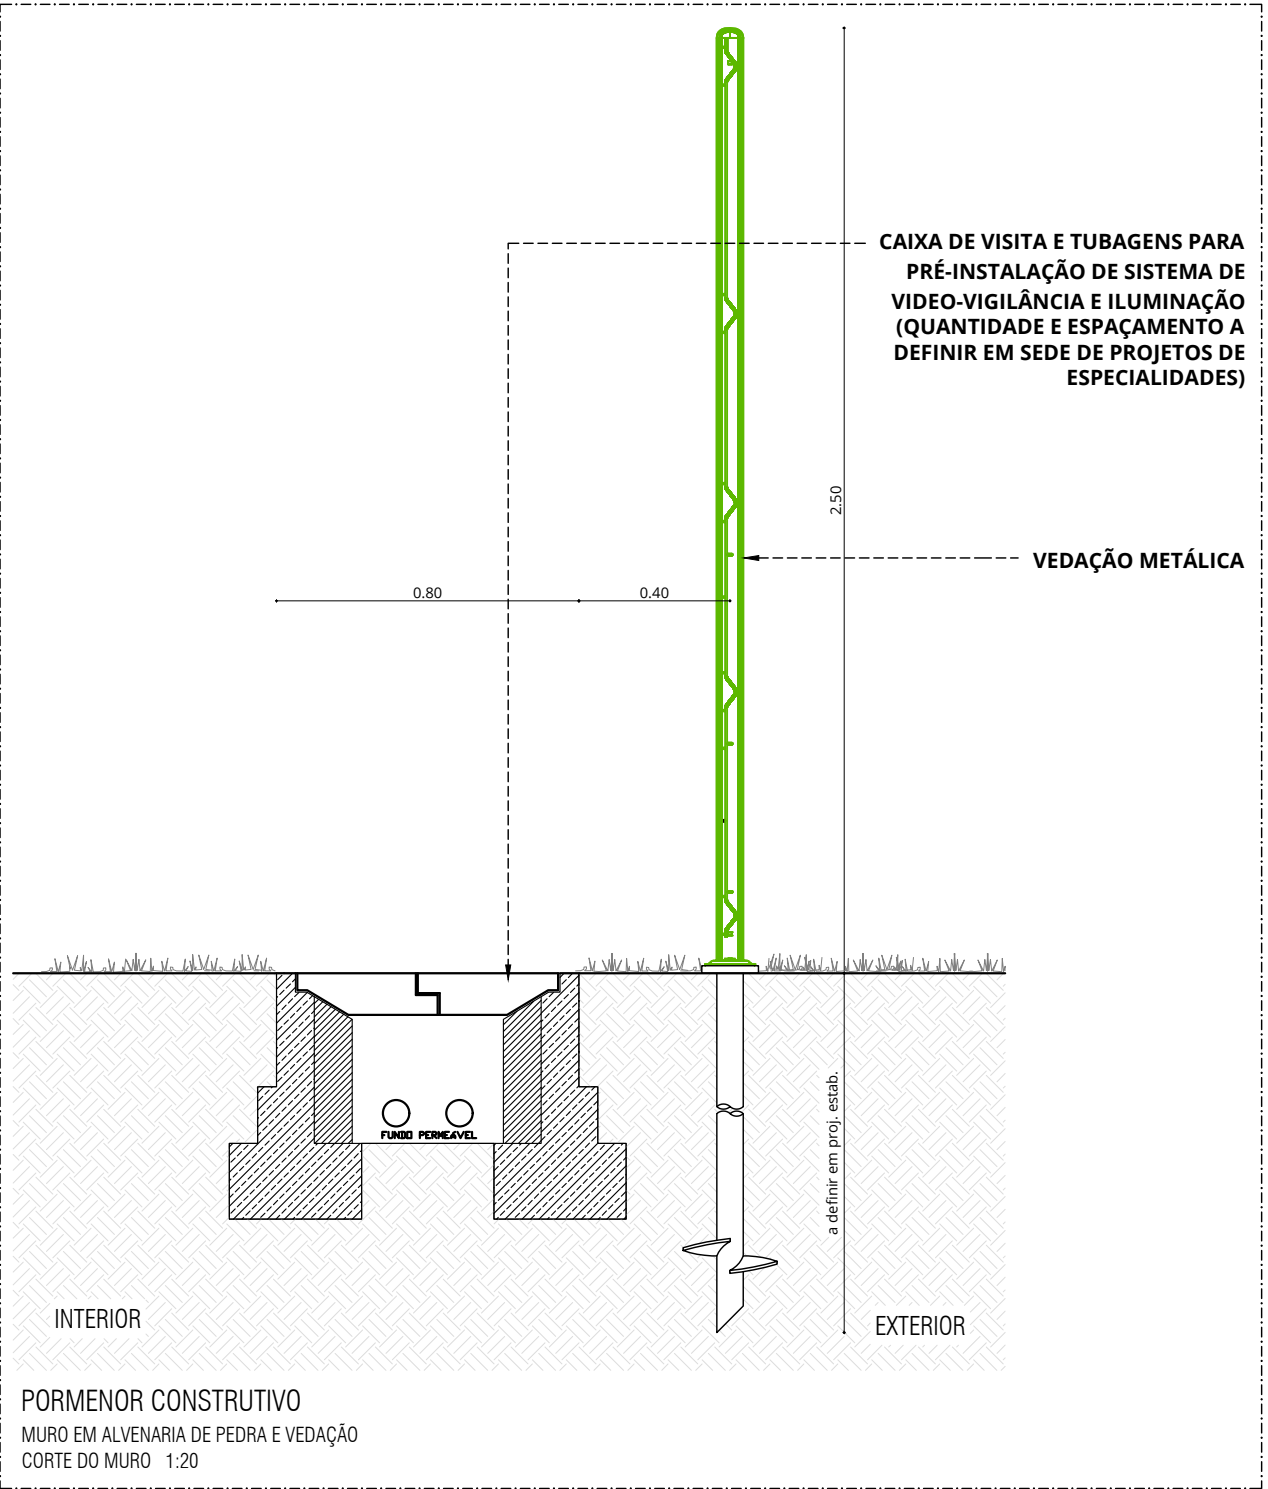 CAIXA DE VISITA E TUBAGENS PARA
PRÉ-INSTALAÇÃO DE SISTEMA DE
VIDEO-VIGILÂNCIA E ILUMINAÇÃO
(QUANTIDADE E ESPAÇAMENTO A
DEFINIR EM SEDE DE PROJETOS DE
ESPECIALIDADES)
2.50
VEDAÇÃO METÁLICA
0.80
0.40
FUNDO PERMEÁVEL
a definir em proj. estab.
INTERIOR
EXTERIOR
PORMENOR CONSTRUTIVO
MURO EM ALVENARIA DE PEDRA E VEDAÇÃO
CORTE DO MURO 1:20